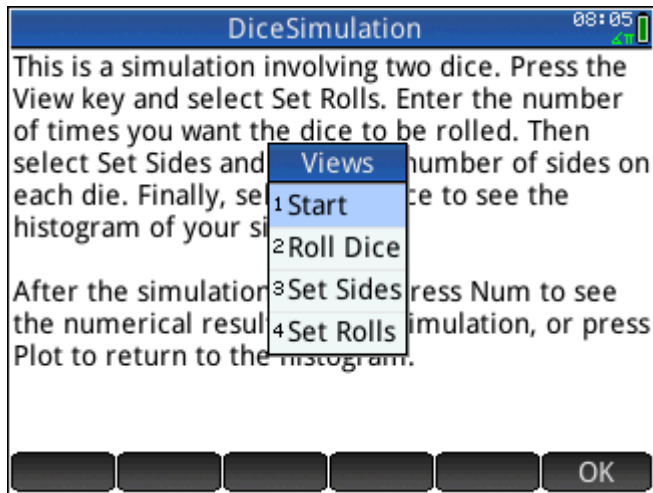 DiceSimulation 08:05
∡π
This is a simulation involving two dice. Press the
View key and select Set Rolls. Enter the number
of times you want the dice to be rolled. Then
select Set Sides and number of sides on
each die. Finally, se ce to see the
histogram of your si
After the simulation ress Num to see
the numerical resul imulation, or press
Plot to return to the histogram.
Views
1 Start
2 Roll Dice
3 Set Sides
4 Set Rolls
OK